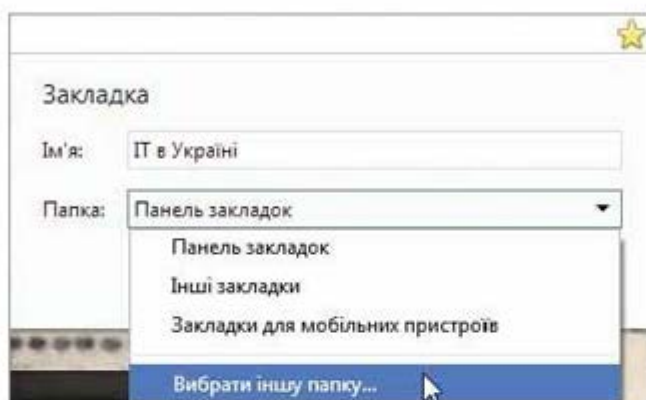 Закладка
Ім'я: ІТ в Україні
Папка: Панель закладок
Панель закладок
Інші закладки
Закладки для мобільних пристроїв
Вибрати іншу папку...